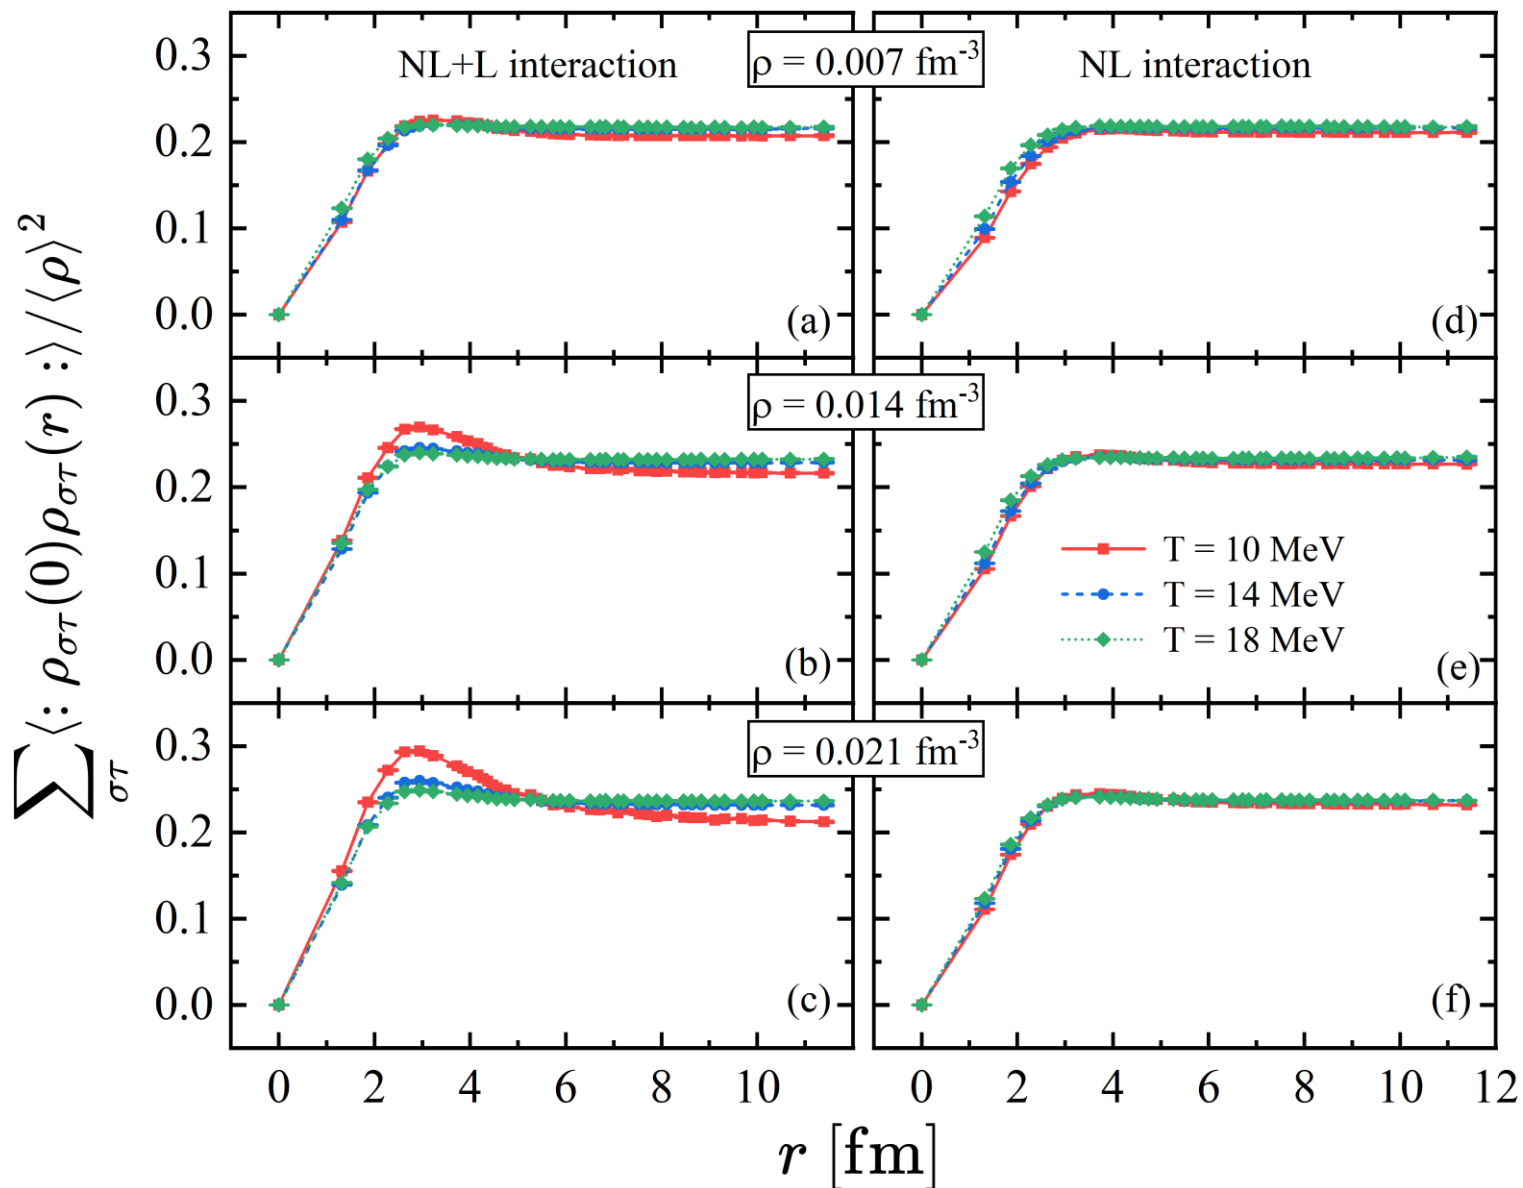 NL+L interaction
ρ = 0.007 fm⁻³
NL interaction
0.3
0.2
0.1
0.0
(a)
(d)
ρ = 0.014 fm⁻³
0.3
0.2
0.1
0.0
(b)
T = 10 MeV
T = 14 MeV
T = 18 MeV
(e)
ρ = 0.021 fm⁻³
0.3
0.2
0.1
0.0
(c)
(f)
0 2 4 6 8 10
0 2 4 6 8 10 12
r [fm]
∑στ⟨: ρστ(0)ρστ(r) :⟩/⟨ρ⟩²